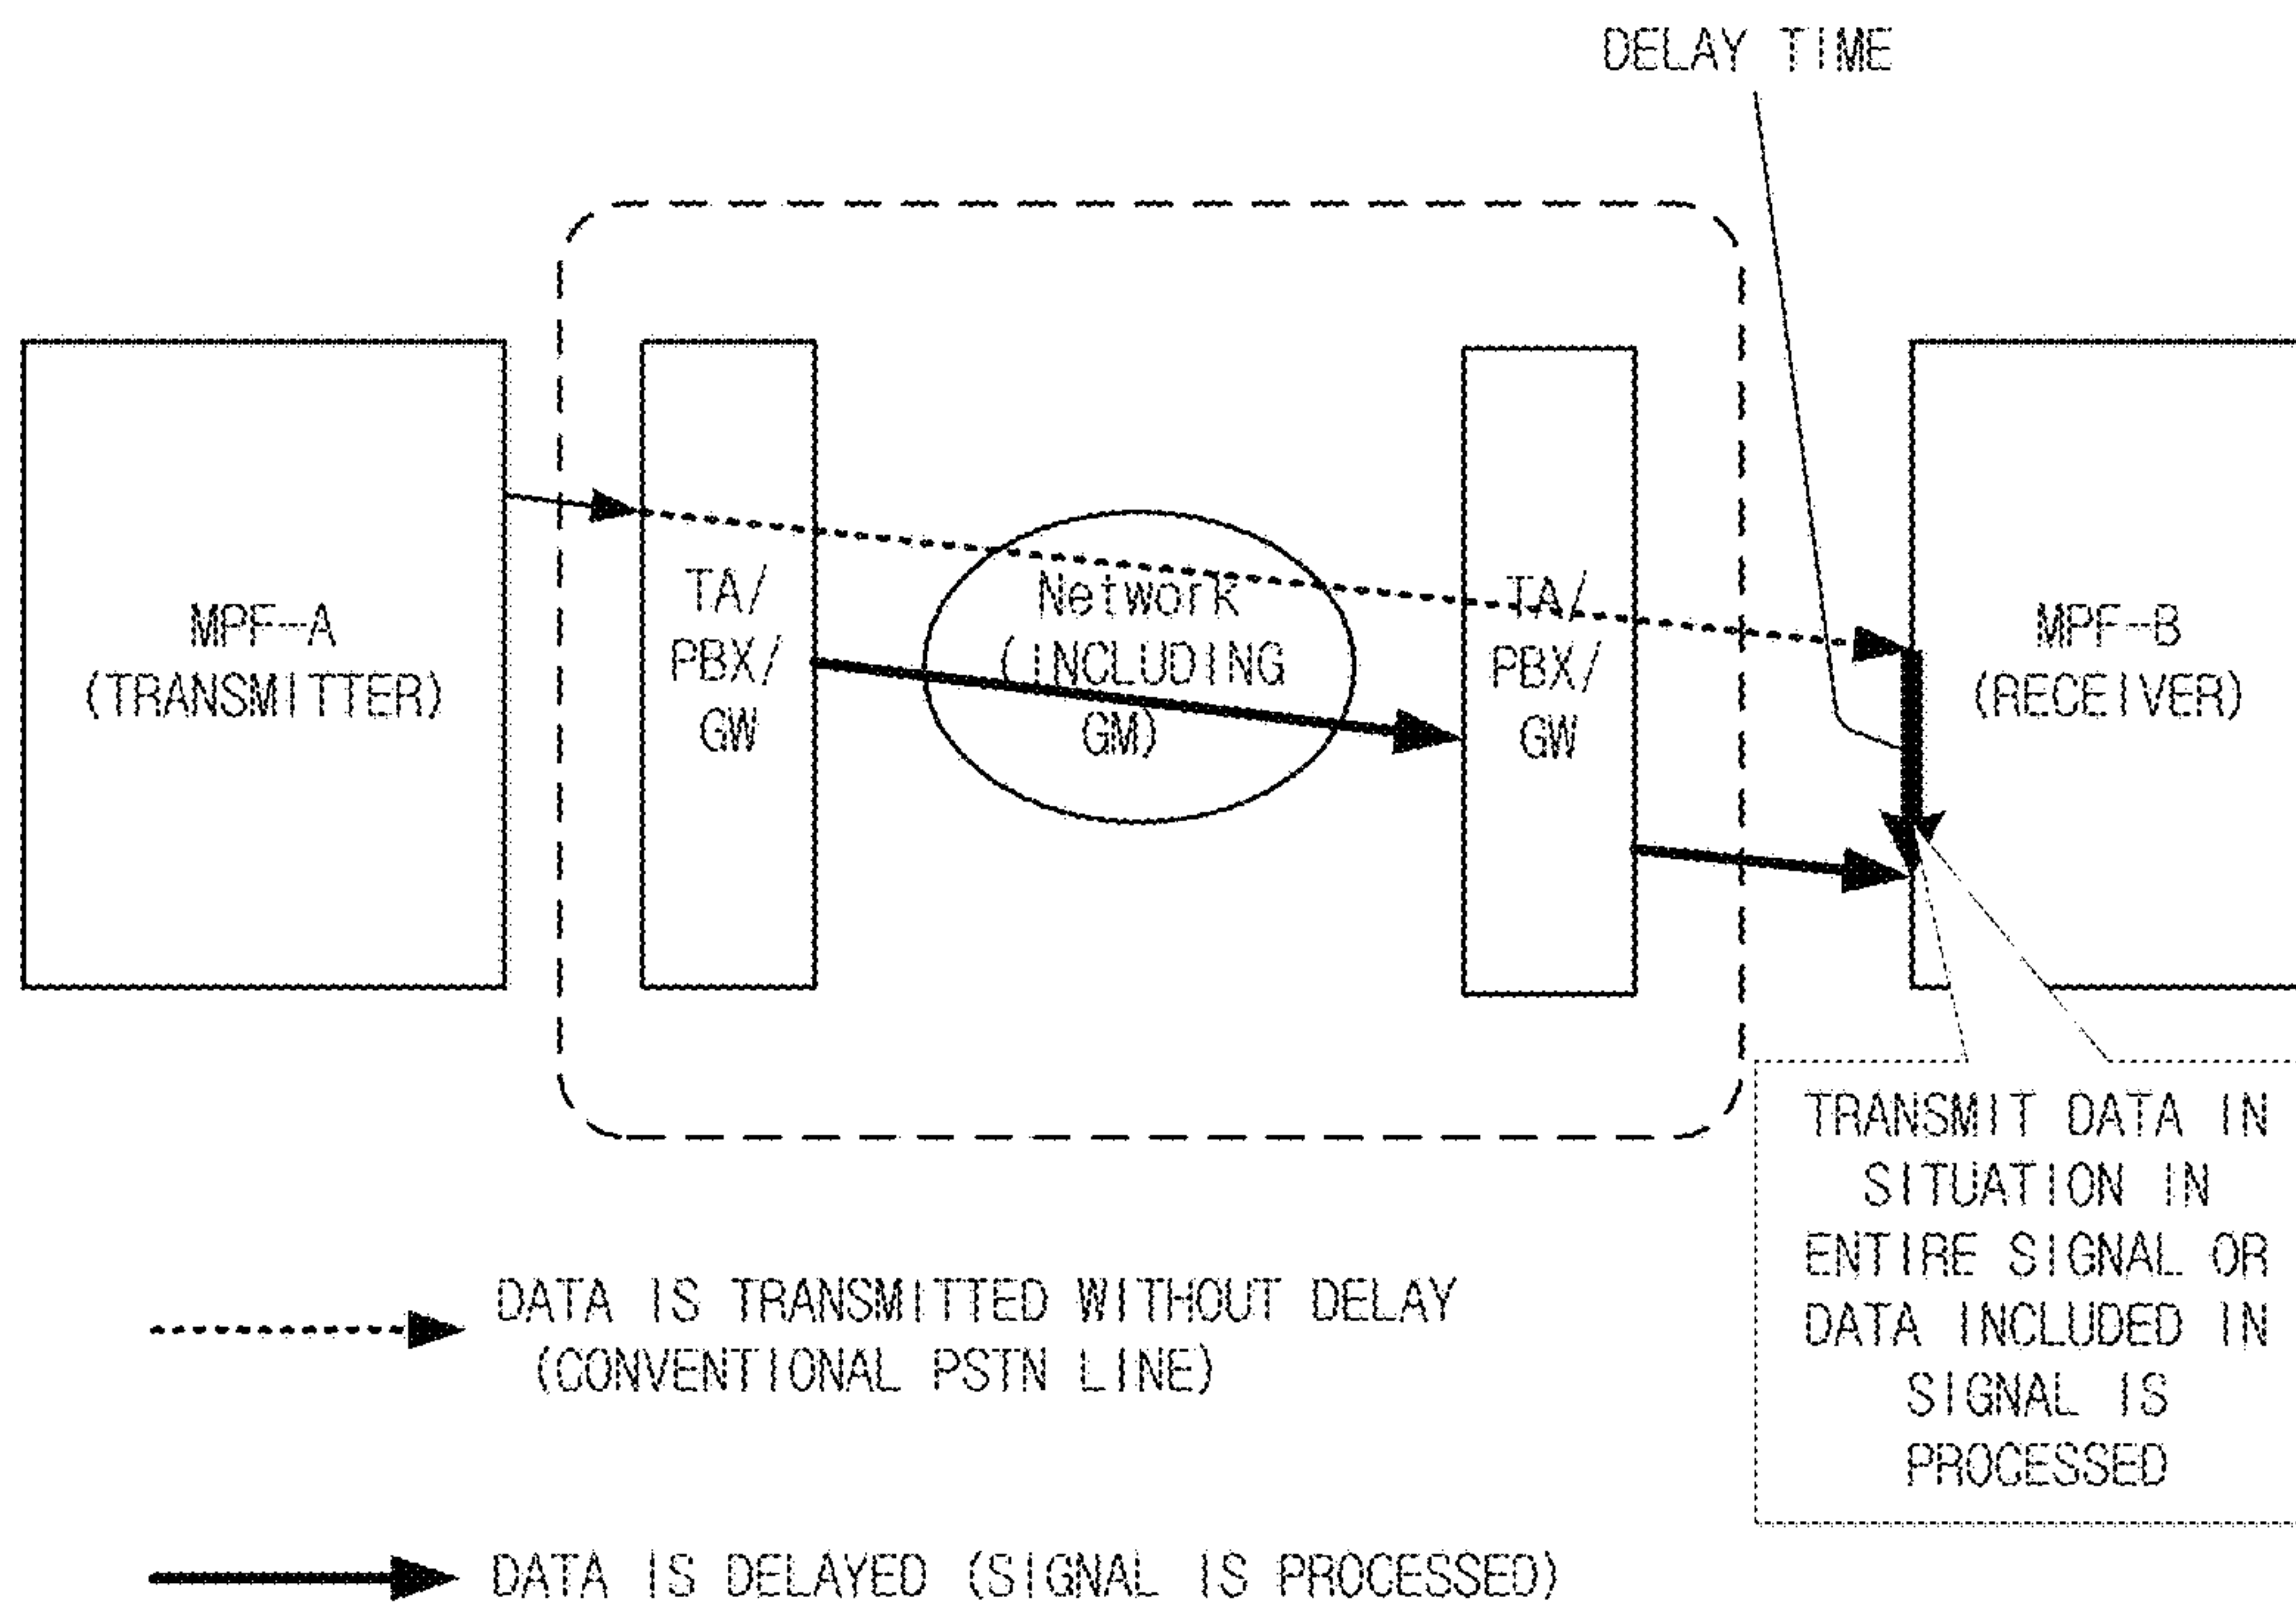 DELAY TIME
MPF-A
(TRANSMITTER)
TA/
PBX/
GW
Network
(INCLUDING
GM)
TA/
PBX/
GW
MPF-B
(RECEIVER)
TRANSMIT DATA IN
SITUATION IN
ENTIRE SIGNAL OR
DATA INCLUDED IN
SIGNAL IS
PROCESSED
DATA IS TRANSMITTED WITHOUT DELAY
(CONVENTIONAL PSTN LINE)
DATA IS DELAYED (SIGNAL IS PROCESSED)